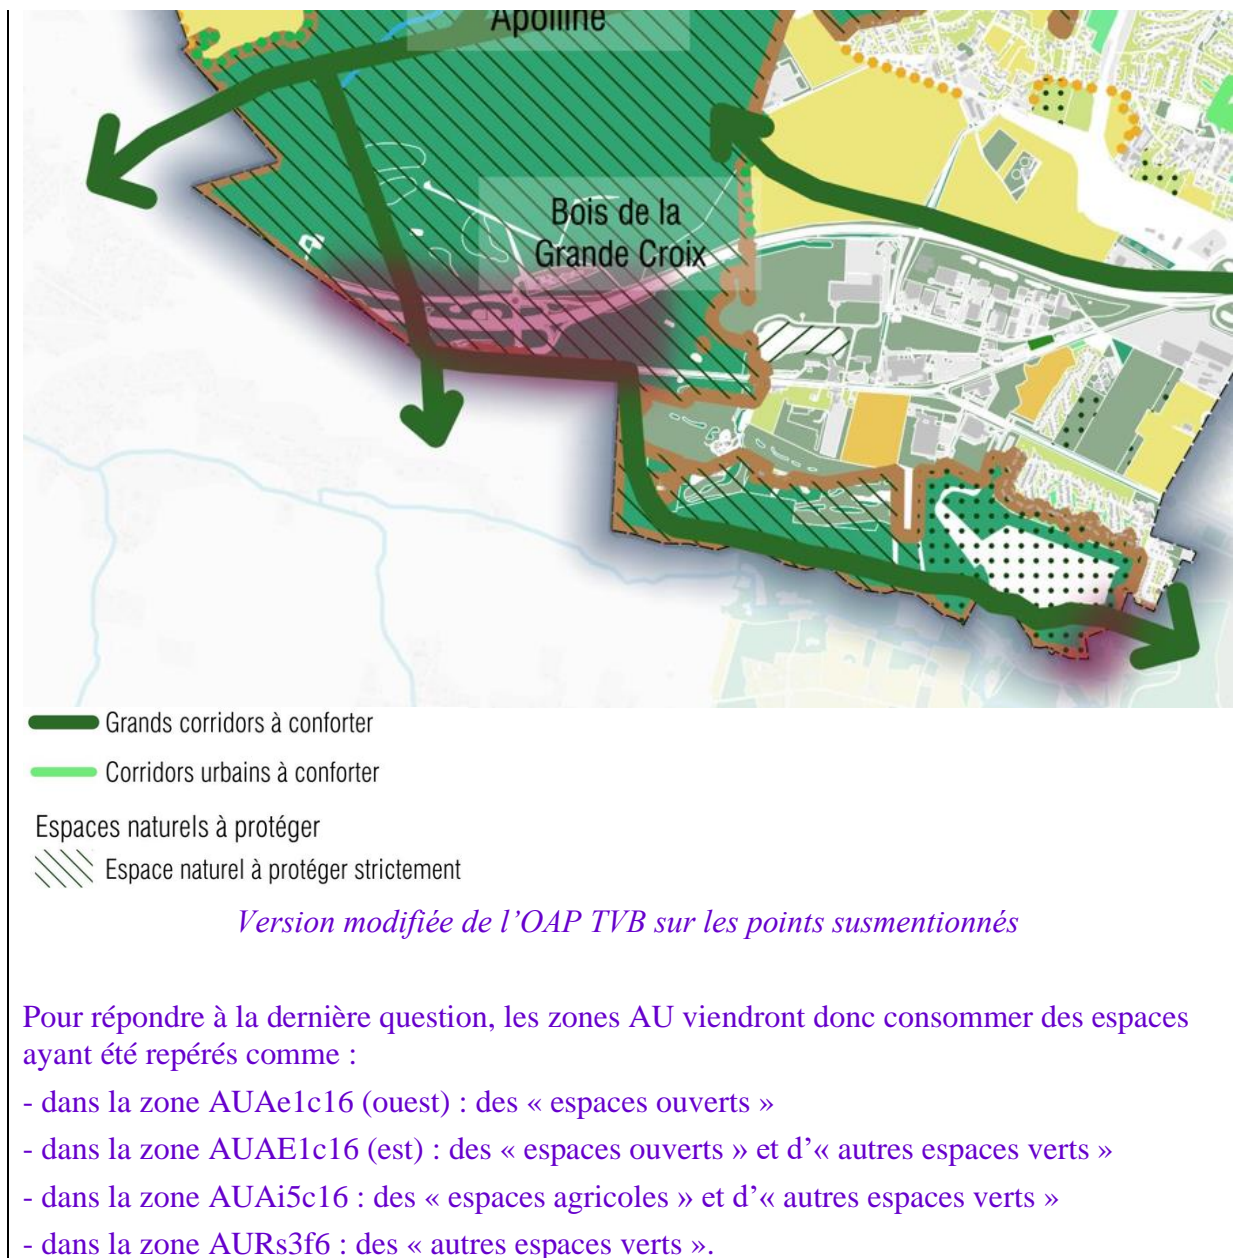 Apolline
Bois de la
Grande Croix
Grands corridors à conforter
Corridors urbains à conforter
Espaces naturels à protéger
Espace naturel à protéger strictement
Version modifiée de l’OAP TVB sur les points susmentionnés
Pour répondre à la dernière question, les zones AU viendront donc consommer des espaces
ayant été repérés comme :
- dans la zone AUAe1c16 (ouest) : des « espaces ouverts »
- dans la zone AUAE1c16 (est) : des « espaces ouverts » et d’« autres espaces verts »
- dans la zone AUAi5c16 : des « espaces agricoles » et d’« autres espaces verts »
- dans la zone AURs3f6 : des « autres espaces verts ».